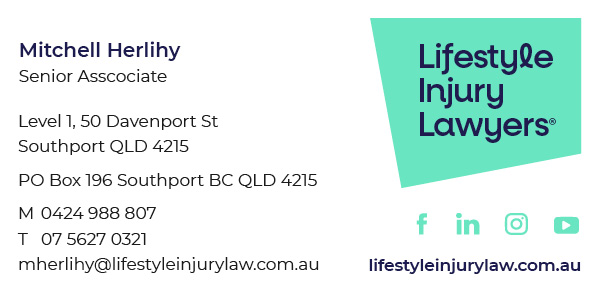 Mitchell Herlihy
Senior Asscociate
Level 1, 50 Davenport St
Southport QLD 4215
PO Box 196 Southport BC QLD 4215
M 0424 988 807
T 07 5627 0321
mherlihy@lifestyleinjurylaw.com.au
Lifestyle
Injury
Lawyers®
lifestyleinjurylaw.com.au